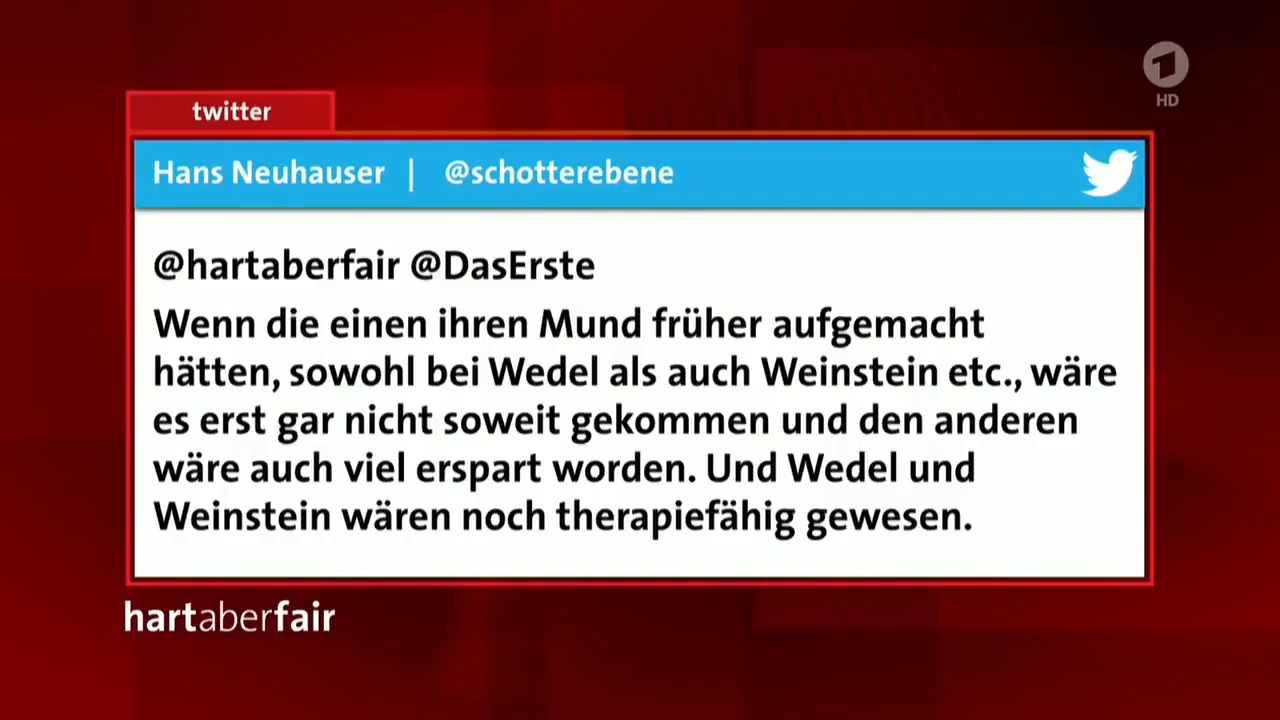 1
HD
twitter
Hans Neuhauser | @schotterebene
@hartaberfair @DasErste
Wenn die einen ihren Mund früher aufgemacht
hätten, sowohl bei Wedel als auch Weinstein etc., wäre
es erst gar nicht soweit gekommen und den anderen
wäre auch viel erspart worden. Und Wedel und
Weinstein wären noch therapiefähig gewesen.
hartaberfair